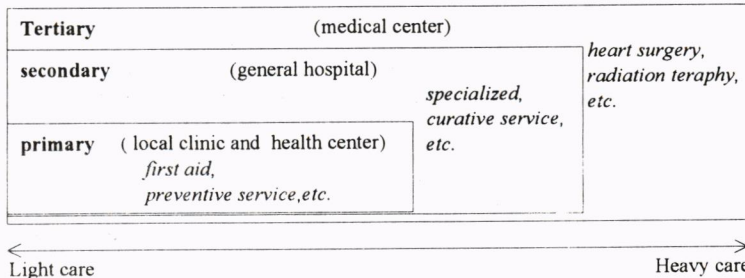 Tertiary (medical center)
heart surgery,
radiation teraphy,
etc.
secondary (general hospital)
specialized,
curative service,
etc.
primary ( local clinic and health center)
first aid,
preventive service,etc.
Light care Heavy care